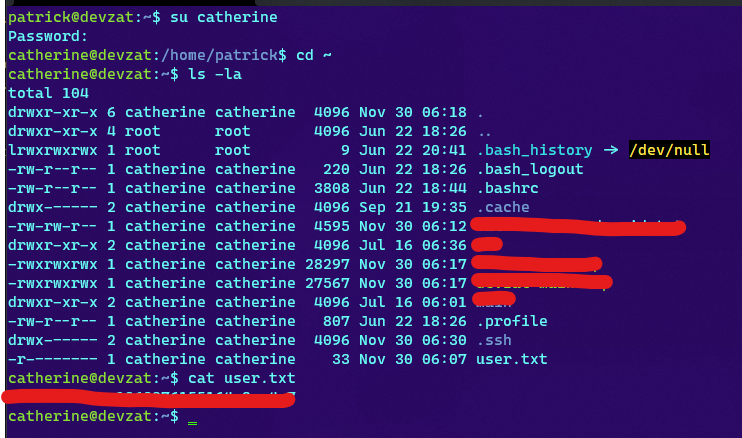 patrick@devzat:~$ su catherine
Password:
catherine@devzat:/home/patrick$ cd ~
catherine@devzat:~$ ls -la
total 104
drwxr-xr-x 6 catherine catherine  4096 Nov 30 06:18 .
drwxr-xr-x 4 root      root       4096 Jun 22 18:26 ..
lrwxrwxrwx 1 root      root          9 Jun 22 20:41 .bash_history → /dev/null
-rw-r--r-- 1 catherine catherine   220 Jun 22 18:26 .bash_logout
-rw-r--r-- 1 catherine catherine  3808 Jun 22 18:44 .bashrc
drwx------ 2 catherine catherine  4096 Sep 21 19:35 .cache
-rw-rw-r-- 1 catherine catherine  4595 Nov 30 06:12
drwxr-xr-x 2 catherine catherine  4096 Jul 16 06:36
-rwxrwxrwx 1 catherine catherine 28297 Nov 30 06:17
-rwxrwxrwx 1 catherine catherine 27567 Nov 30 06:17
drwxr-xr-x 2 catherine catherine  4096 Jul 16 06:01
-rw-r--r-- 1 catherine catherine   807 Jun 22 18:26 .profile
drwx------ 2 catherine catherine  4096 Nov 30 06:30 .ssh
-r-------- 1 catherine catherine    33 Nov 30 06:07 user.txt
catherine@devzat:~$ cat user.txt
catherine@devzat:~$